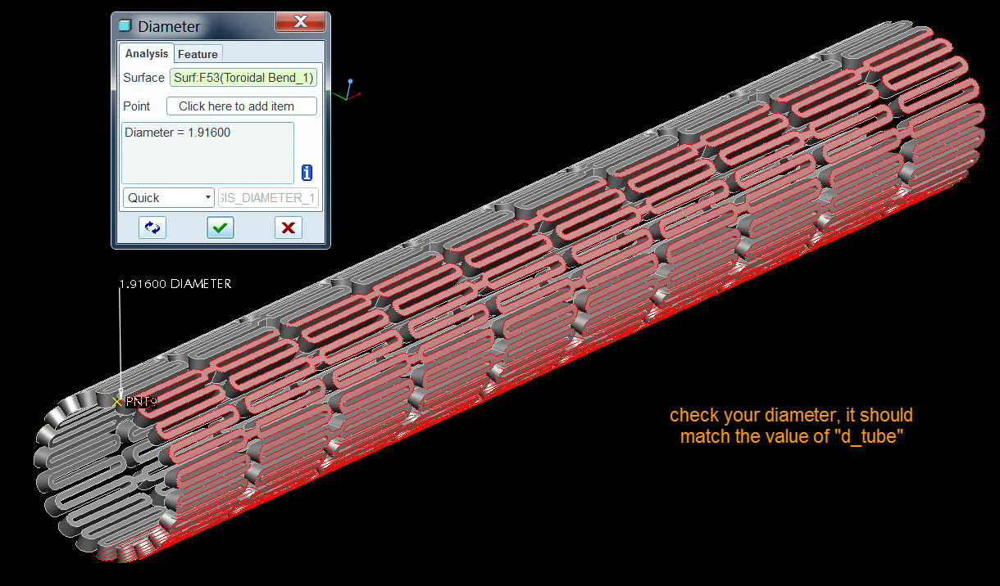 Diameter
Analysis
Feature
Surface Surf:F53(Toroidal Bend_1)
Point Click here to add item
Diameter = 1.91600
Quick
SIS_DIAMETER_1
1.91600 DIAMETER
PNT9
check your diameter, it should
match the value of "d_tube"